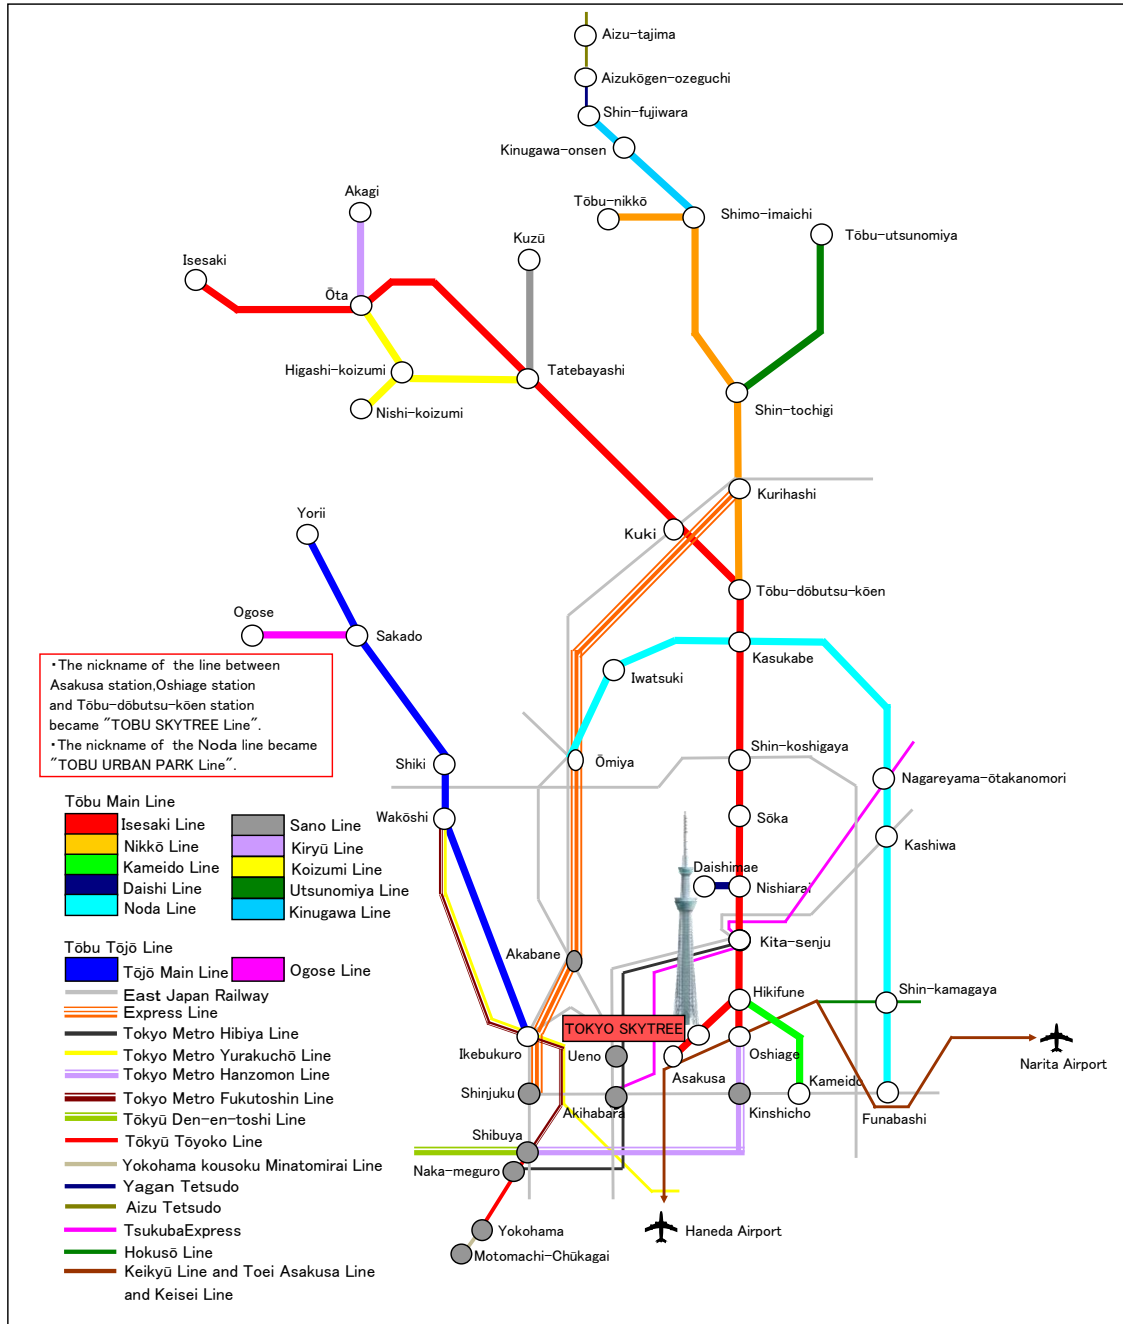 Aizu-tajima
Aizukōgen-ozeguchi
Shin-fujiwara
Kinugawa-onsen
Akagi
Tōbu-nikkō
Shimo-imaichi
Kuzū
Tōbu-utsunomiya
Isesaki
Ōta
Higashi-koizumi
Tatebayashi
Nishi-koizumi
Shin-tochigi
Kurihashi
Yorii
Kuki
Tōbu-dōbutsu-kōen
Ogose
Sakado
Kasukabe
Iwatsuki
・The nickname of the line between
Asakusa station,Oshiage station
and Tōbu-dōbutsu-kōen station
became "TOBU SKYTREE Line".
・The nickname of the Noda line became
"TOBU URBAN PARK Line".
Shin-koshigaya
Shiki
Ōmiya
Nagareyama-ōtakanomori
Wakōshi
Sōka
Kashiwa
Daishimae
Nishiarai
Akabane
Kita-senju
Hikifune
Shin-kamagaya
TOKYO SKYTREE
Ikebukuro
Ueno
Oshiage
Asakusa
Narita Airport
Shinjuku
Akihabara
Kameido
Kinshicho
Funabashi
Shibuya
Naka-meguro
Yokohama
Haneda Airport
Motomachi-Chūkagai
Tōbu Main Line
Isesaki Line
Nikkō Line
Kameido Line
Daishi Line
Noda Line
Sano Line
Kiryū Line
Koizumi Line
Utsunomiya Line
Kinugawa Line
Tōbu Tōjō Line
Tōjō Main Line
Ogose Line
East Japan Railway
Express Line
Tokyo Metro Hibiya Line
Tokyo Metro Yurakuchō Line
Tokyo Metro Hanzomon Line
Tokyo Metro Fukutoshin Line
Tōkyū Den-en-toshi Line
Tōkyū Tōyoko Line
Yokohama kousoku Minatomirai Line
Yagan Tetsudo
Aizu Tetsudo
TsukubaExpress
Hokusō Line
Keikyū Line and Toei Asakusa Line
and Keisei Line